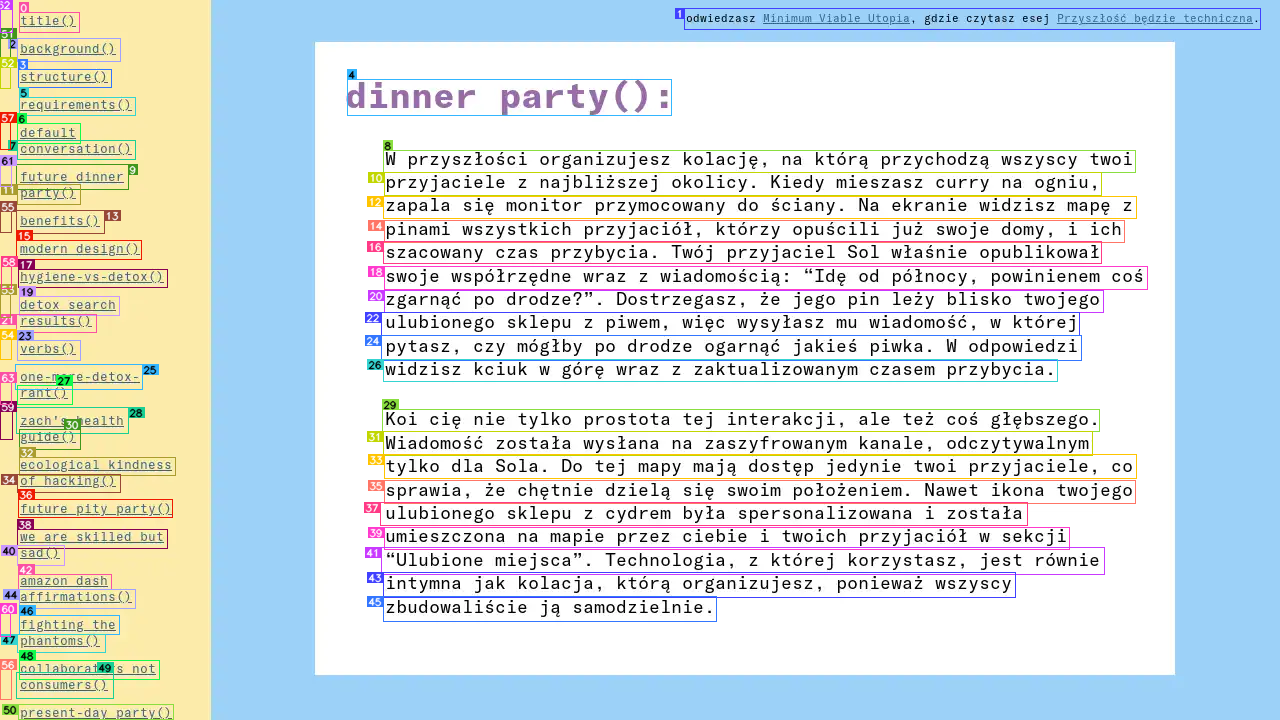 title()
background()
structure()
requirements()
default
conversation()
future dinner
party()
benefits()
modern design()
hygiene-vs-detox()
detox search
results()
verbs()
one-more-detox-
rant()
zach's health
guide()
ecological kindness
of hacking()
future pity party()
we are skilled but
sad()
amazon dash
affirmations()
fighting the
phantoms()
collaborators not
consumers()
present-day party()
odwiedzasz Minimum Viable Utopia, gdzie czytasz esej Przyszłość będzie techniczna.
dinner party():
W przyszłości organizujesz kolację, na którą przychodzą wszyscy twoi
przyjaciele z najbliższej okolicy. Kiedy mieszasz curry na ogniu,
zapala się monitor przymocowany do ściany. Na ekranie widzisz mapę z
pinami wszystkich przyjaciół, którzy opuścili już swoje domy, i ich
szacowany czas przybycia. Twój przyjaciel Sol właśnie opublikował
swoje współrzędne wraz z wiadomością: “Idę od północy, powinienem coś
zgarnąć po drodze?”. Dostrzegasz, że jego pin leży blisko twojego
ulubionego sklepu z piwem, więc wysyłasz mu wiadomość, w której
pytasz, czy mógłby po drodze ogarnąć jakieś piwka. W odpowiedzi
widzisz kciuk w górę wraz z zaktualizowanym czasem przybycia.
Koi cię nie tylko prostota tej interakcji, ale też coś głębszego.
Wiadomość została wysłana na zaszyfrowanym kanale, odczytywalnym
tylko dla Sola. Do tej mapy mają dostęp jedynie twoi przyjaciele, co
sprawia, że chętnie dzielą się swoim położeniem. Nawet ikona twojego
ulubionego sklepu z cydrem była spersonalizowana i została
umieszczona na mapie przez ciebie i twoich przyjaciół w sekcji
“Ulubione miejsca”. Technologia, z której korzystasz, jest równie
intymna jak kolacja, którą organizujesz, ponieważ wszyscy
zbudowaliście ją samodzielnie.